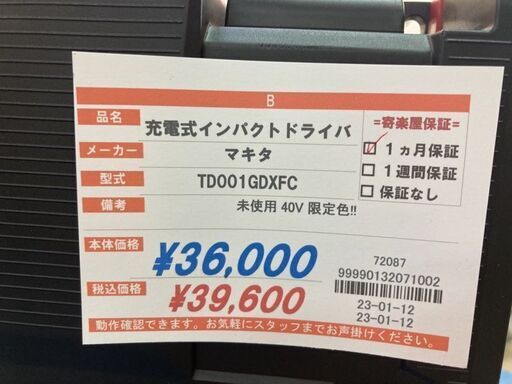 B
品名 充電式インパクトドライバ
メーカー マキタ
型式 TD001GDXFC
備考 未使用 40V 限定色!!
=寄楽屋保証=
1ヵ月保証
1週間保証
保証なし
本体価格 ¥36,000
税込価格 ¥39,600
72087
99990132071002
23-01-12
23-01-12
動作確認できます。お気軽にスタッフまでお声掛けください。